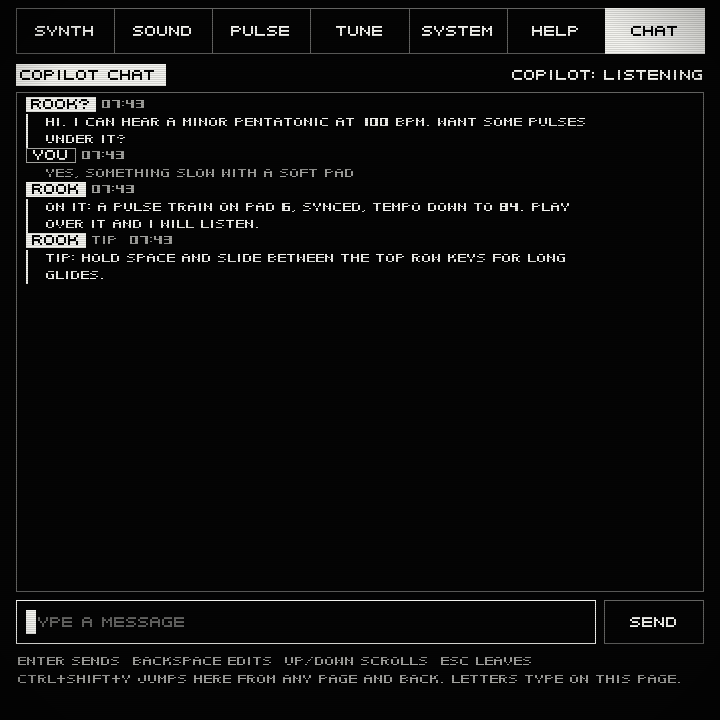 SYNTH SOUND PULSE TUNE SYSTEM HELP CHAT
COPILOT CHAT COPILOT: LISTENING
ROOK? 07:43
HI. I CAN HEAR A MINOR PENTATONIC AT 100 BPM. WANT SOME PULSES
UNDER IT?
YOU 07:43
YES, SOMETHING SLOW WITH A SOFT PAD
ROOK 07:43
ON IT: A PULSE TRAIN ON PAD 6, SYNCED, TEMPO DOWN TO 84. PLAY
OVER IT AND I WILL LISTEN.
ROOK TIP 07:43
TIP: HOLD SPACE AND SLIDE BETWEEN THE TOP ROW KEYS FOR LONG
GLIDES.
YPE A MESSAGE SEND
ENTER SENDS BACKSPACE EDITS UP/DOWN SCROLLS ESC LEAVES
CTRL+SHIFT+Y JUMPS HERE FROM ANY PAGE AND BACK. LETTERS TYPE ON THIS PAGE.